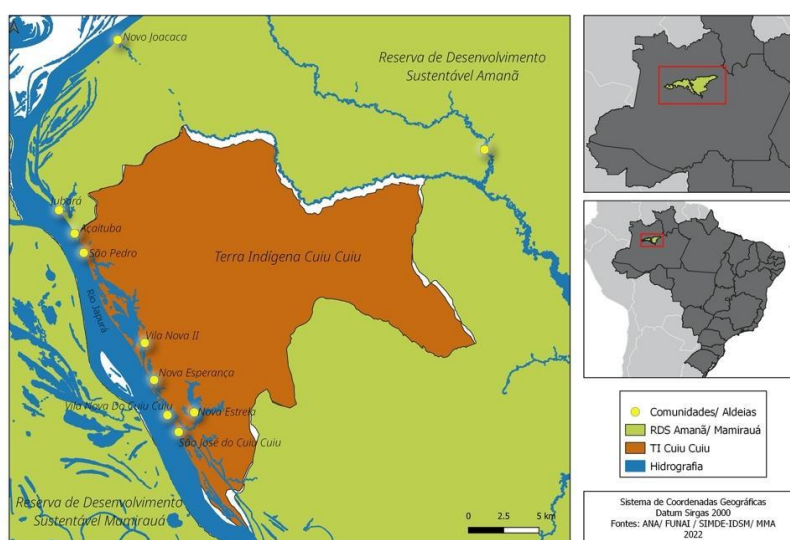 Novo Joacaca
Reserva de Desenvolvimento
Sustentável Amanã
Jubará
Açaituba
São Pedro
Terra Indígena Cuiu Cuiu
Rio Japurá
Vila Nova II
Nova Esperança
Vila Nova Do Cuiu Cuiu
Nova Estrela
São José do Cuiu Cuiu
Reserva de Desenvolvimento
Sustentável Mamirauá
0 2.5 5 km
Comunidades/ Aldeias
RDS Amanã/ Mamirauá
TI Cuiu Cuiu
Hidrografia
Sistema de Coordenadas Geográficas
Datum Sirgas 2000
Fontes: ANA/ FUNAI / SIMDE-IDSM/ MMA
2022